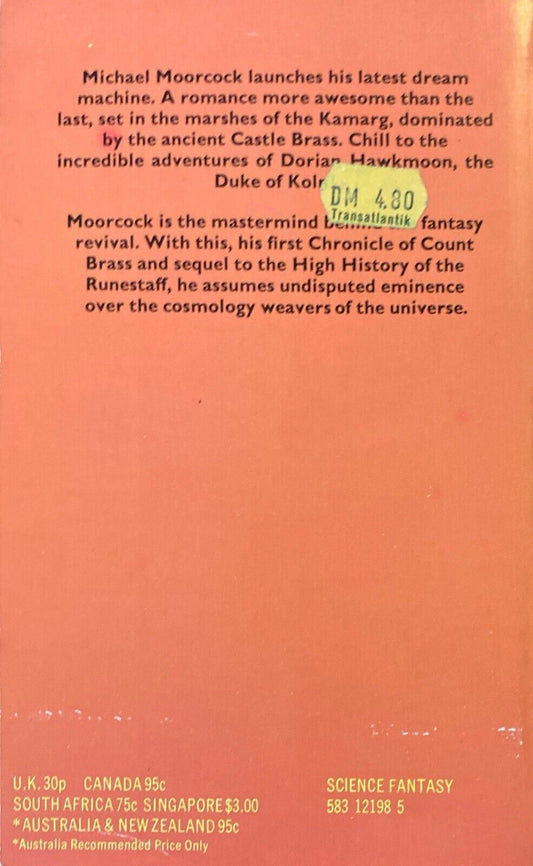 Michael Moorcock launches his latest dream
machine. A romance more awesome than the
last, set in the marshes of the Kamarg, dominated
by the ancient Castle Brass. Chill to the
incredible adventures of Dorian Hawkmoon, the
Duke of
DM 4.80
Transatlantik
Moorcock is the mastermind fantasy
revival. With this, his first Chronicle of Count
Brass and sequel to the High History of the
Runestaff, he assumes undisputed eminence
over the cosmology weavers of the universe.
U.K. 30p CANADA 95c
SOUTH AFRICA 75c SINGAPORE $3.00
*AUSTRALIA & NEW ZEALAND 95c
*Australia Recommended Price Only
SCIENCE FANTASY
583 12198 5